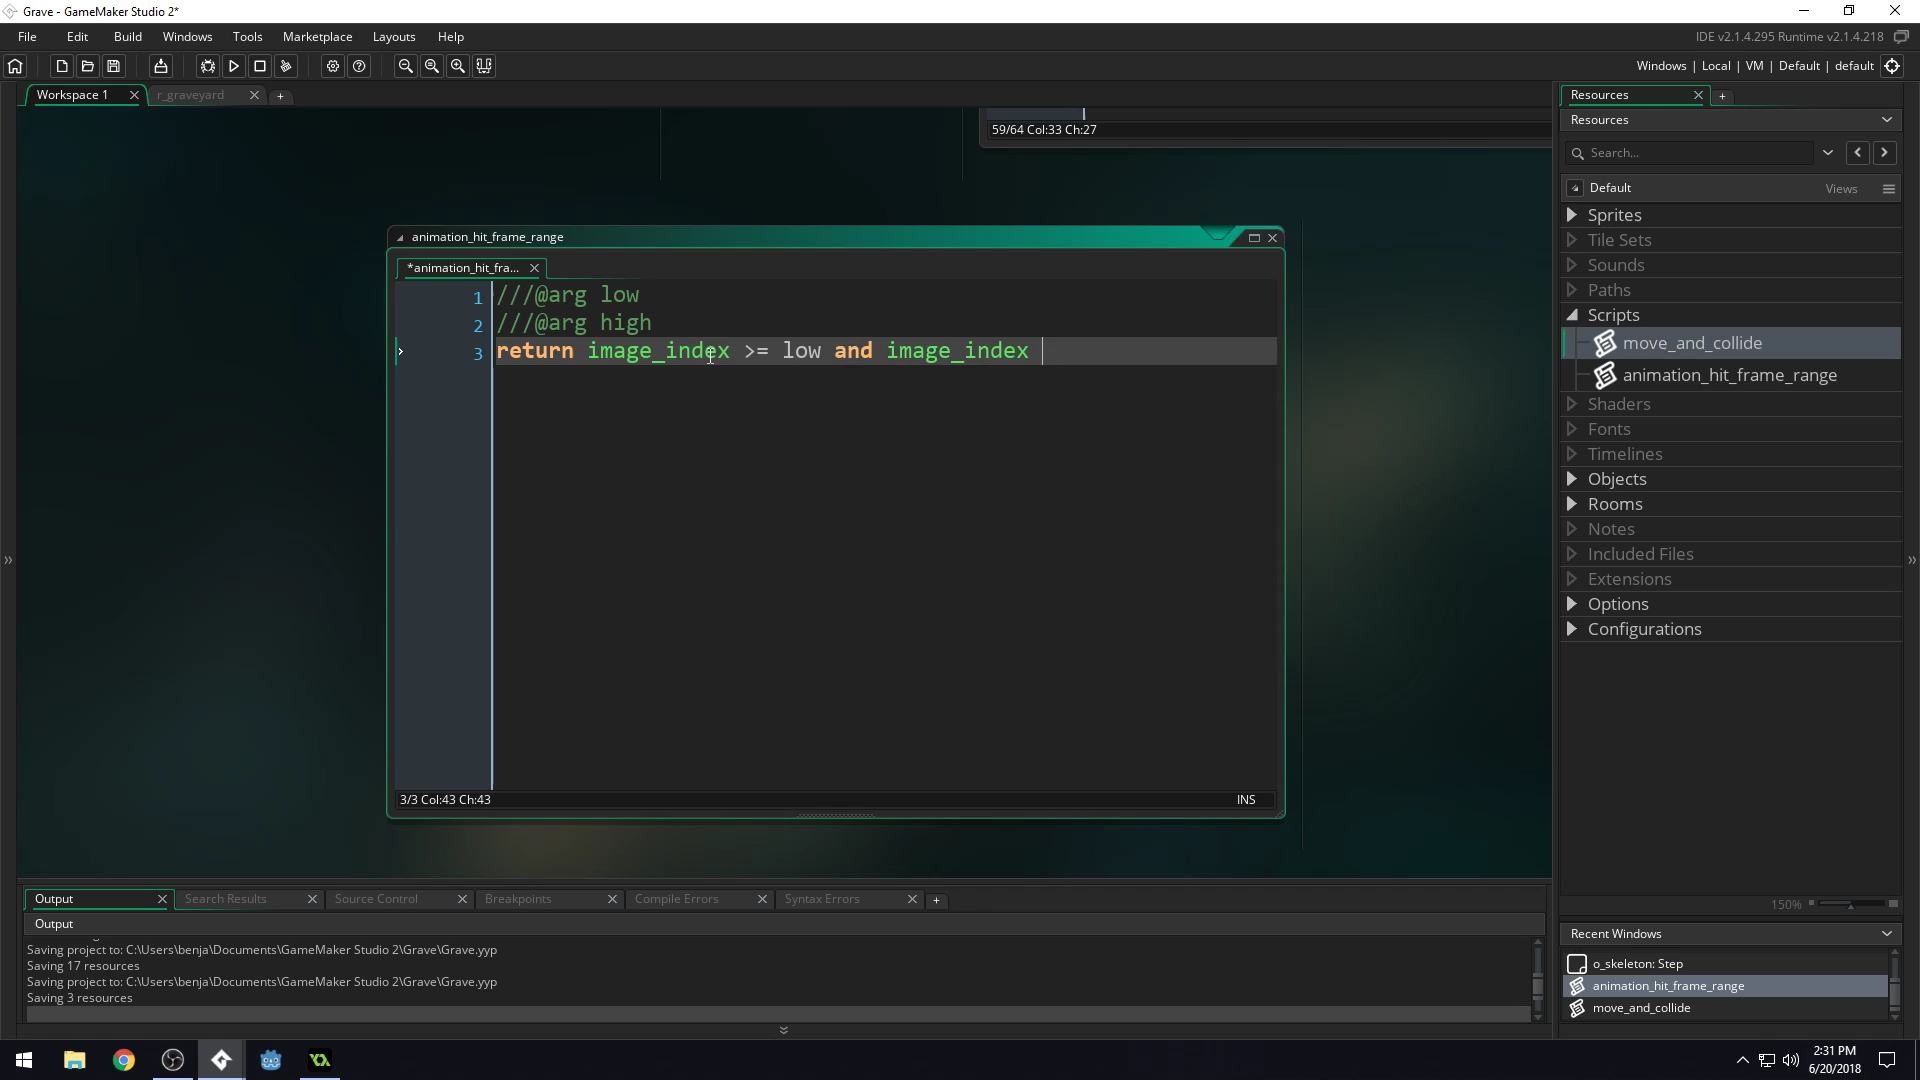 Grave - GameMaker Studio 2*
File Edit Build Windows Tools Marketplace Layouts Help
IDE v2.1.4.295 Runtime v2.1.4.218
Windows | Local | VM | Default | default
Workspace 1
r_graveyard
59/64 Col:33 Ch:27
animation_hit_frame_range
*animation_hit_fra...
1 ///@arg low
2 ///@arg high
3 return image_index >= low and image_index
3/3 Col:43 Ch:43
INS
Resources
Resources
Search...
Default
Views
Sprites
Tile Sets
Sounds
Paths
Scripts
move_and_collide
animation_hit_frame_range
Shaders
Fonts
Timelines
Objects
Rooms
Notes
Included Files
Extensions
Options
Configurations
150%
Recent Windows
o_skeleton: Step
animation_hit_frame_range
move_and_collide
Output
Search Results
Source Control
Breakpoints
Compile Errors
Syntax Errors
Output
Saving project to: C:\Users\benja\Documents\GameMaker Studio 2\Grave\Grave.yyp
Saving 17 resources
Saving project to: C:\Users\benja\Documents\GameMaker Studio 2\Grave\Grave.yyp
Saving 3 resources
2:31 PM
6/20/2018